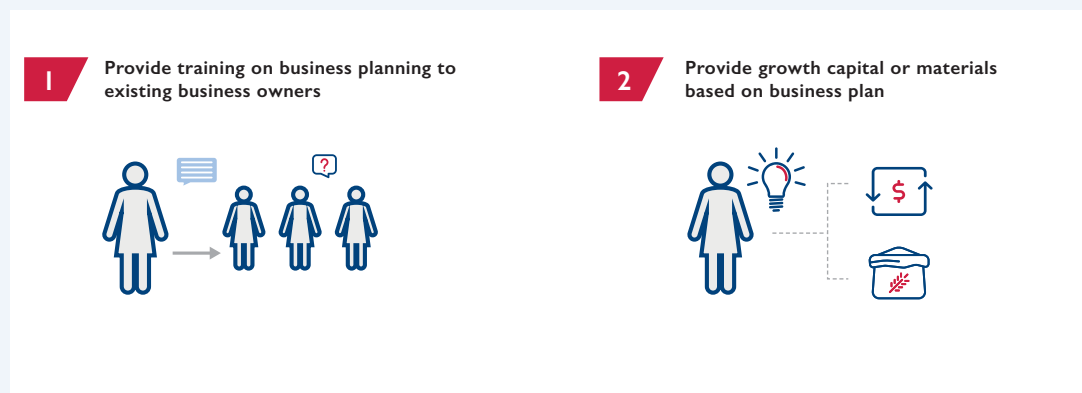 1
Provide training on business planning to
existing business owners
?
2
Provide growth capital or materials
based on business plan
$